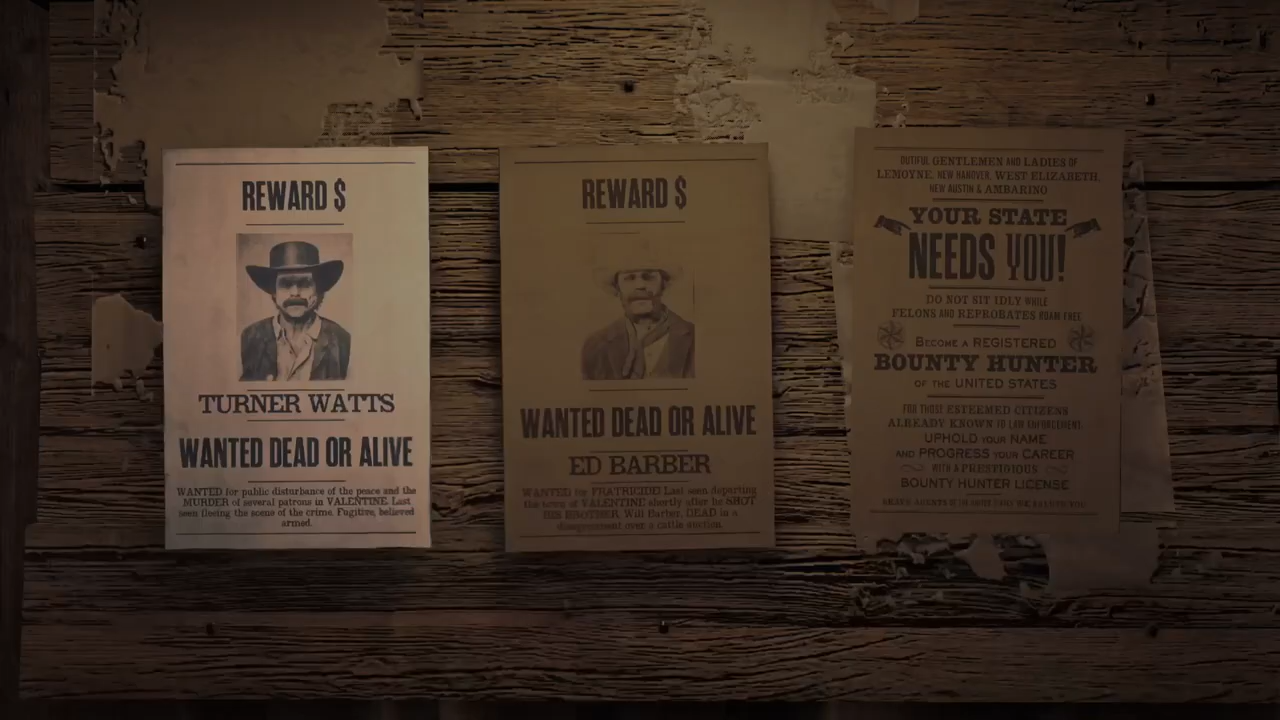 REWARD $
TURNER WATTS
WANTED DEAD OR ALIVE
WANTED for public disturbance of the peace and the
MURDER of several patrons in VALENTINE. Last
seen fleeing the scene of the crime. Fugitive, believed
armed.
REWARD $
WANTED DEAD OR ALIVE
ED BARBER
WANTED for FRATRICIDE! Last seen departing
the town of VALENTINE shortly after he SHOT
HIS BROTHER, Will Barber, DEAD in a
disagreement over a cattle auction.
DUTIFUL GENTLEMEN AND LADIES OF
LEMOYNE, NEW HANOVER, WEST ELIZABETH,
NEW AUSTIN & AMBARINO
YOUR STATE
NEEDS YOU!
DO NOT SIT IDLY WHILE
FELONS AND REPROBATES ROAM FREE
BECOME A REGISTERED
BOUNTY HUNTER
OF THE UNITED STATES
FOR THOSE ESTEEMED CITIZENS
ALREADY KNOWN TO LAW ENFORCEMENT
UPHOLD YOUR NAME
AND PROGRESS YOUR CAREER
WITH A PRESTIGIOUS
BOUNTY HUNTER LICENSE